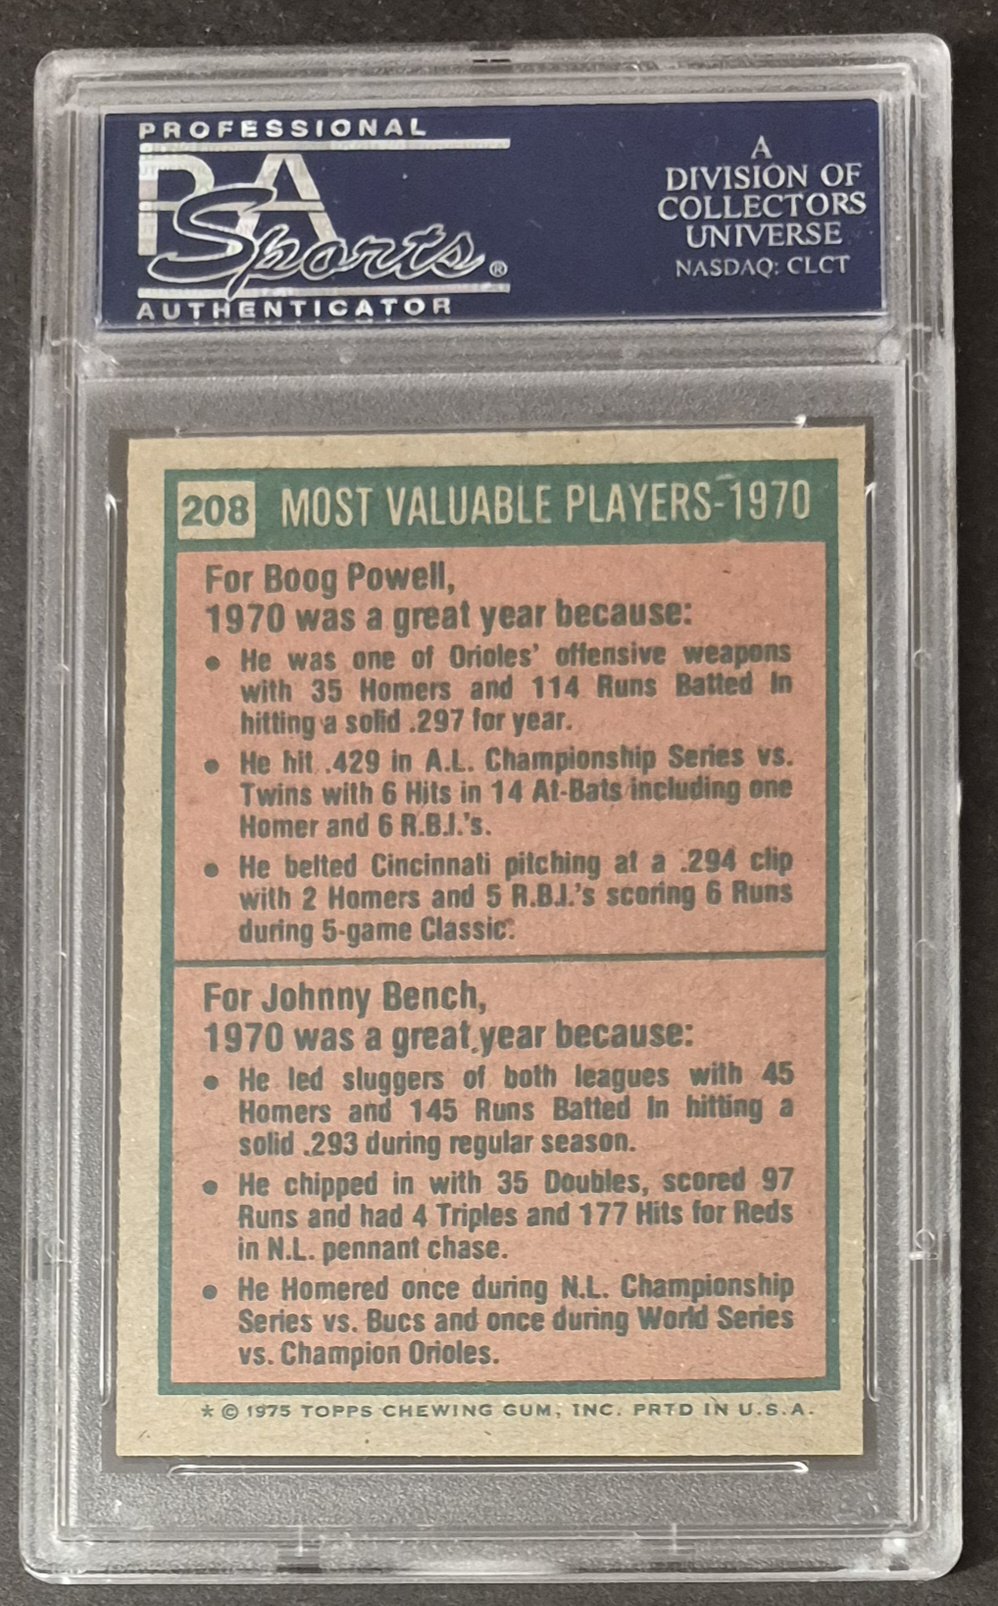 PROFESSIONAL
PSA
Sports®
AUTHENTICATOR
A
DIVISION OF
COLLECTORS
UNIVERSE
NASDAQ: CLCT
208 MOST VALUABLE PLAYERS-1970
For Boog Powell,
1970 was a great year because:
• He was one of Orioles' offensive weapons
with 35 Homers and 114 Runs Batted In
hitting a solid .297 for year.
• He hit .429 in A.L. Championship Series vs.
Twins with 6 Hits in 14 At-Bats including one
Homer and 6 R.B.I.'s.
• He belted Cincinnati pitching at a .294 clip
with 2 Homers and 5 R.B.I.'s scoring 6 Runs
during 5-game Classic.
For Johnny Bench,
1970 was a great year because:
• He led sluggers of both leagues with 45
Homers and 145 Runs Batted In hitting a
solid .293 during regular season.
• He chipped in with 35 Doubles, scored 97
Runs and had 4 Triples and 177 Hits for Reds
in N.L. pennant chase.
• He Homered once during N.L. Championship
Series vs. Bucs and once during World Series
vs. Champion Orioles.
* © 1975 TOPPS CHEWING GUM, INC. PRTD IN U.S.A.